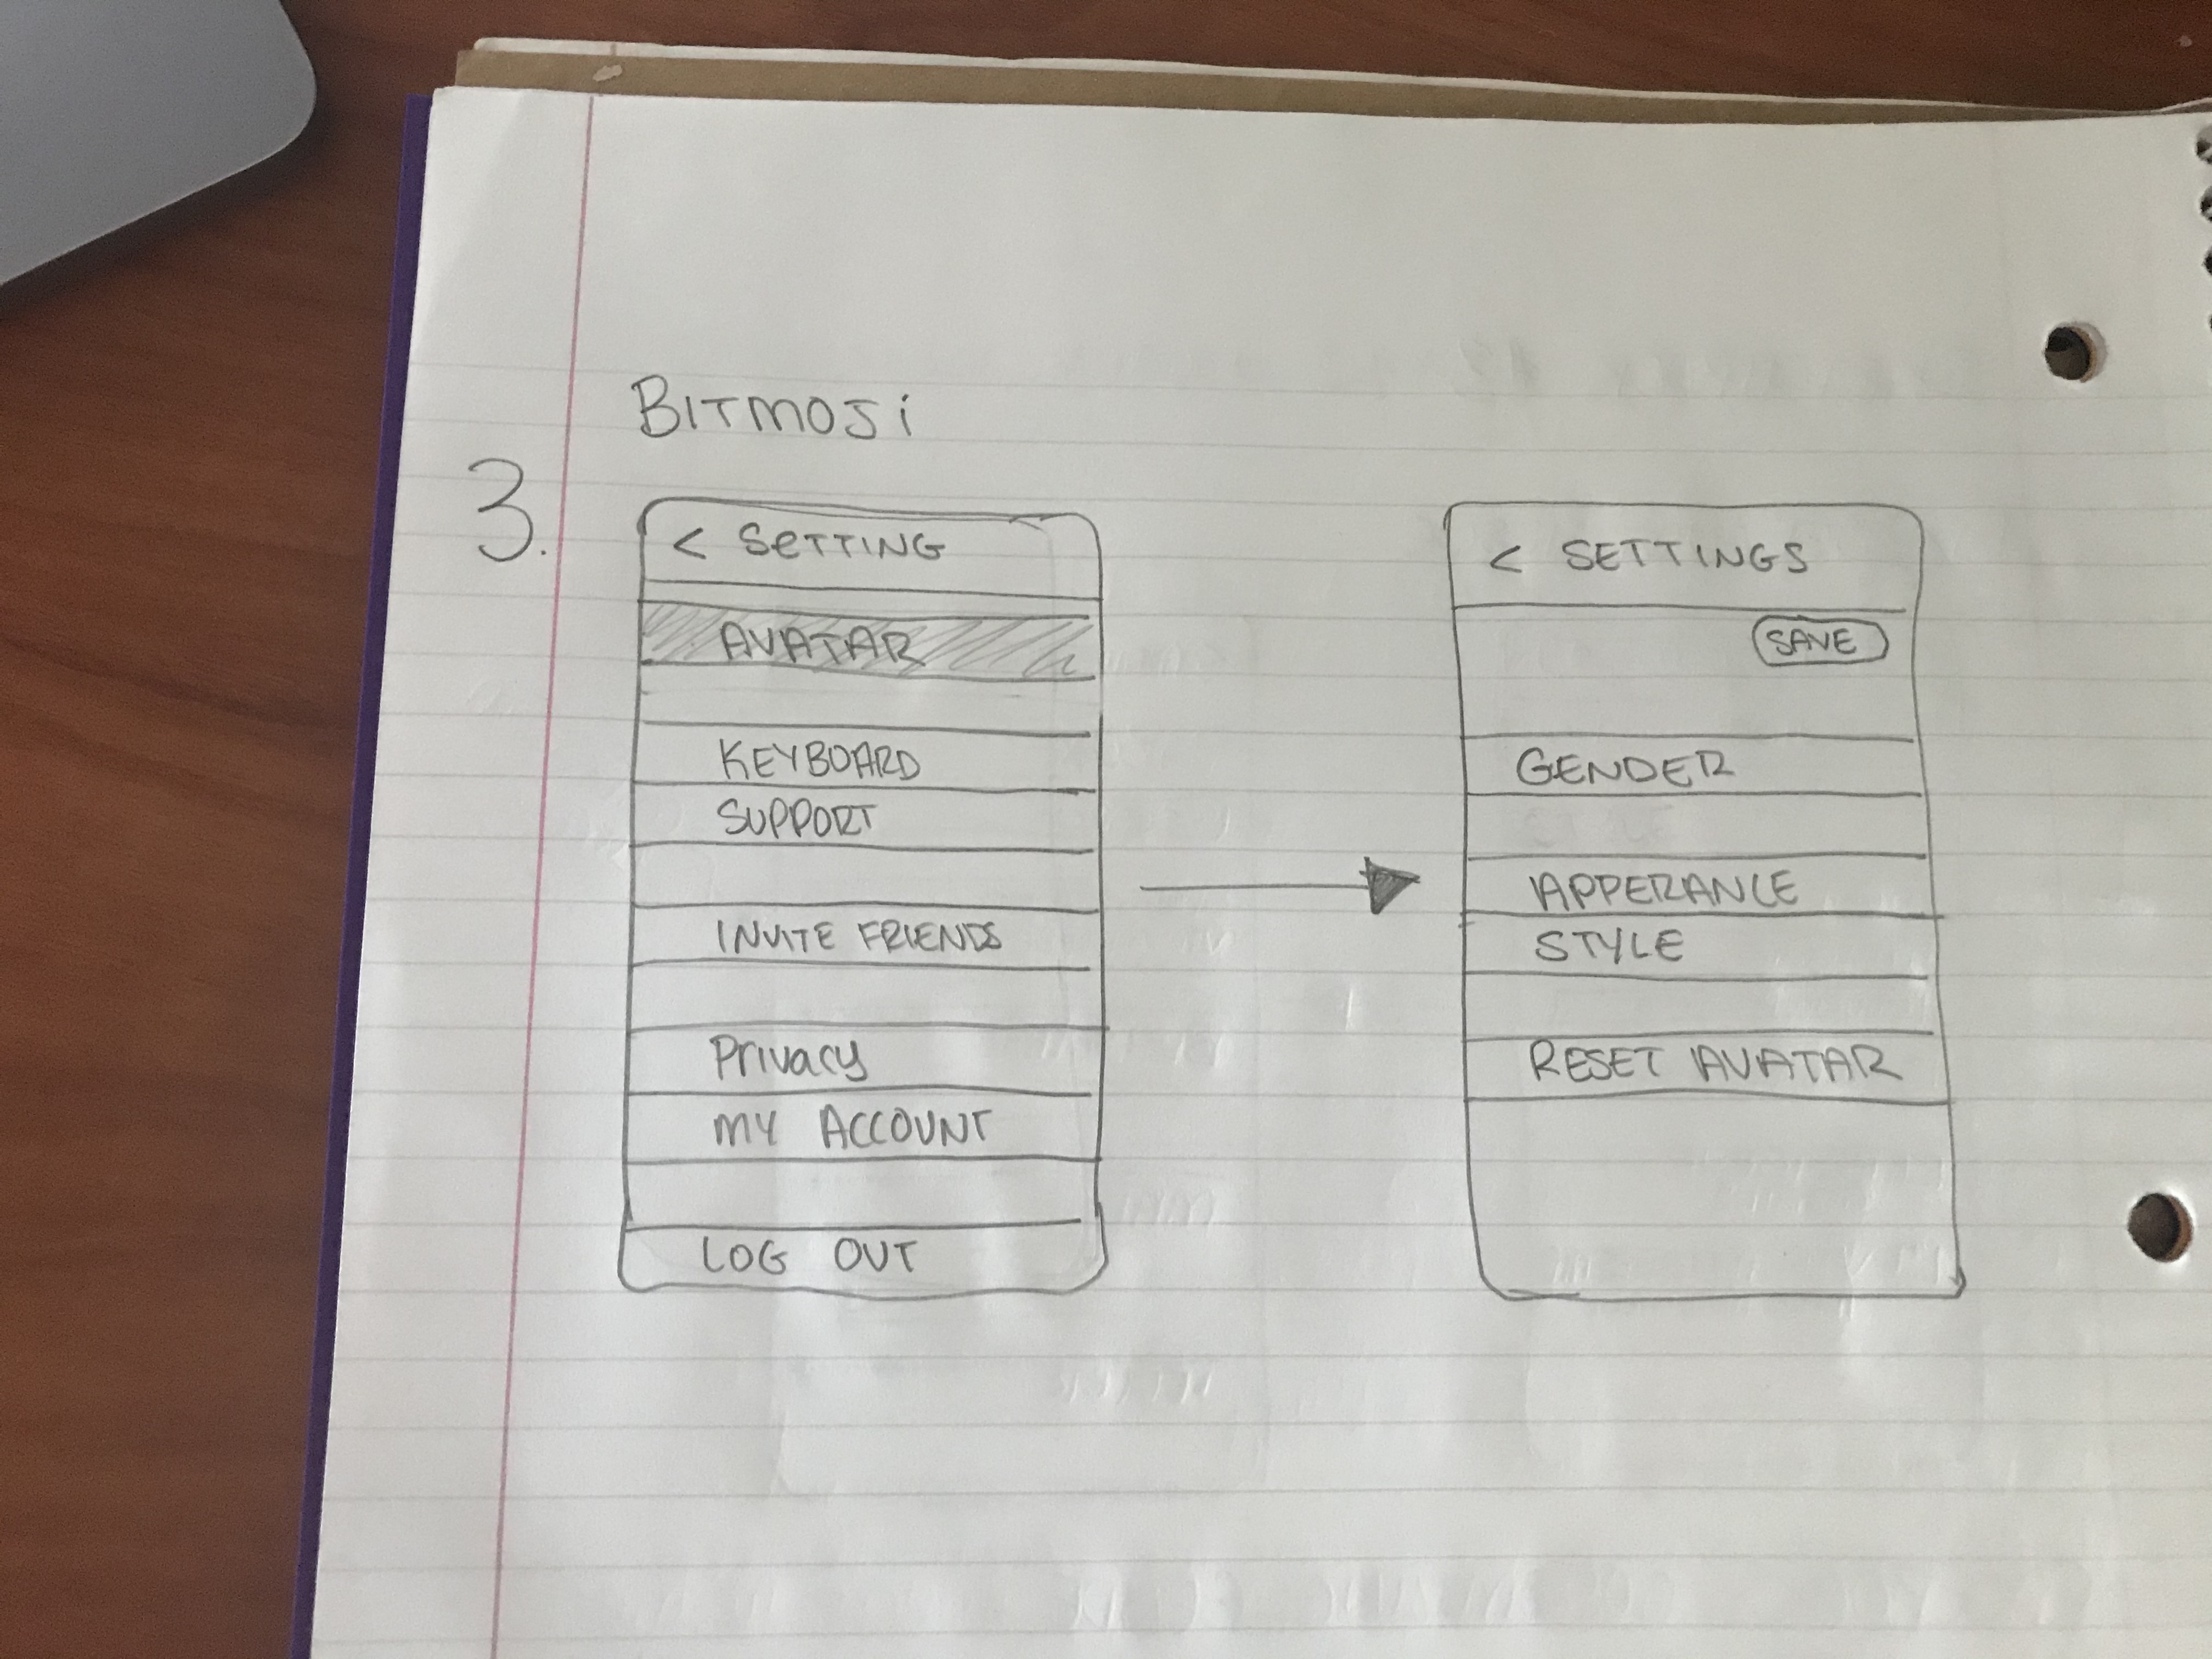 3.
BITMOJi
< SETTING
AVATAR
KEYBOARD
SUPPORT
INVITE FRIENDS
Privacy
MY ACCOUNT
LOG OUT
< SETTINGS
SAVE
GENDER
APPERANCE
STYLE
RESET AVATAR